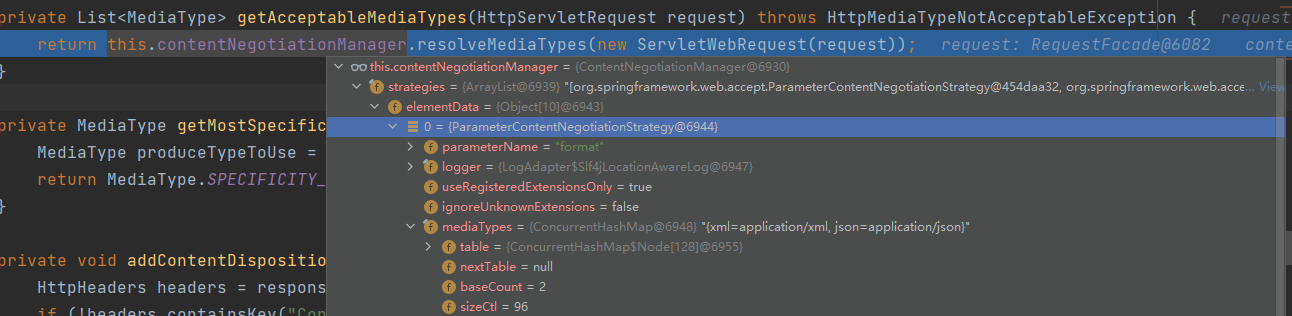 private List<MediaType> getAcceptableMediaTypes(HttpServletRequest request) throws HttpMediaTypeNotAcceptableException { request
return this.contentNegotiationManager.resolveMediaTypes(new ServletWebRequest(request)); request: RequestFacade@6082 conte
}
this.contentNegotiationManager = {ContentNegotiationManager@6930}
strategies = {ArrayList@6939} "[org.springframework.web.accept.ParameterContentNegotiationStrategy@454daa32, org.springframework.web.acce... View
elementData = {Object[10]@6943}
private MediaType getMostSpecific
0 = {ParameterContentNegotiationStrategy@6944}
MediaType produceTypeToUse =
parameterName = "format"
return MediaType.SPECIFICITY_
logger = {LogAdapter$Slf4jLocationAwareLog@6947}
useRegisteredExtensionsOnly = true
}
ignoreUnknownExtensions = false
mediaTypes = {ConcurrentHashMap@6948} "{xml=application/xml, json=application/json}"
table = {ConcurrentHashMap$Node[128]@6955}
private void addContentDispositio
nextTable = null
HttpHeaders headers = respons
baseCount = 2
if (!headers.containsKey("Con
sizeCtl = 96